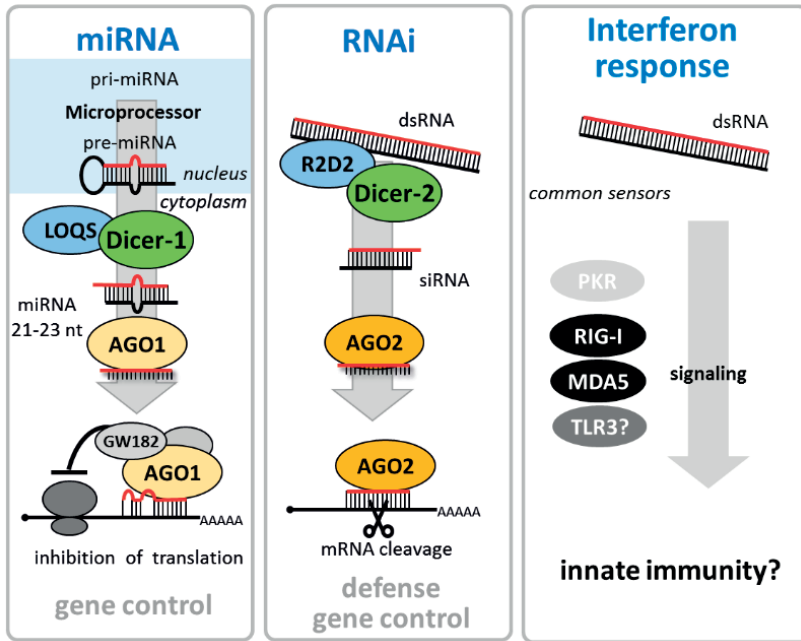 miRNA
pri-miRNA
Microprocessor
pre-miRNA
nucleus
cytoplasm
LOQS
Dicer-1
miRNA
21-23 nt
AGO1
GW182
AGO1
AAAAA
inhibition of translation
gene control
RNAi
dsRNA
R2D2
Dicer-2
siRNA
AGO2
AGO2
AAAAA
mRNA cleavage
defense
gene control
Interferon
response
dsRNA
common sensors
PKR
RIG-I
MDA5
signaling
TLR3?
innate immunity?